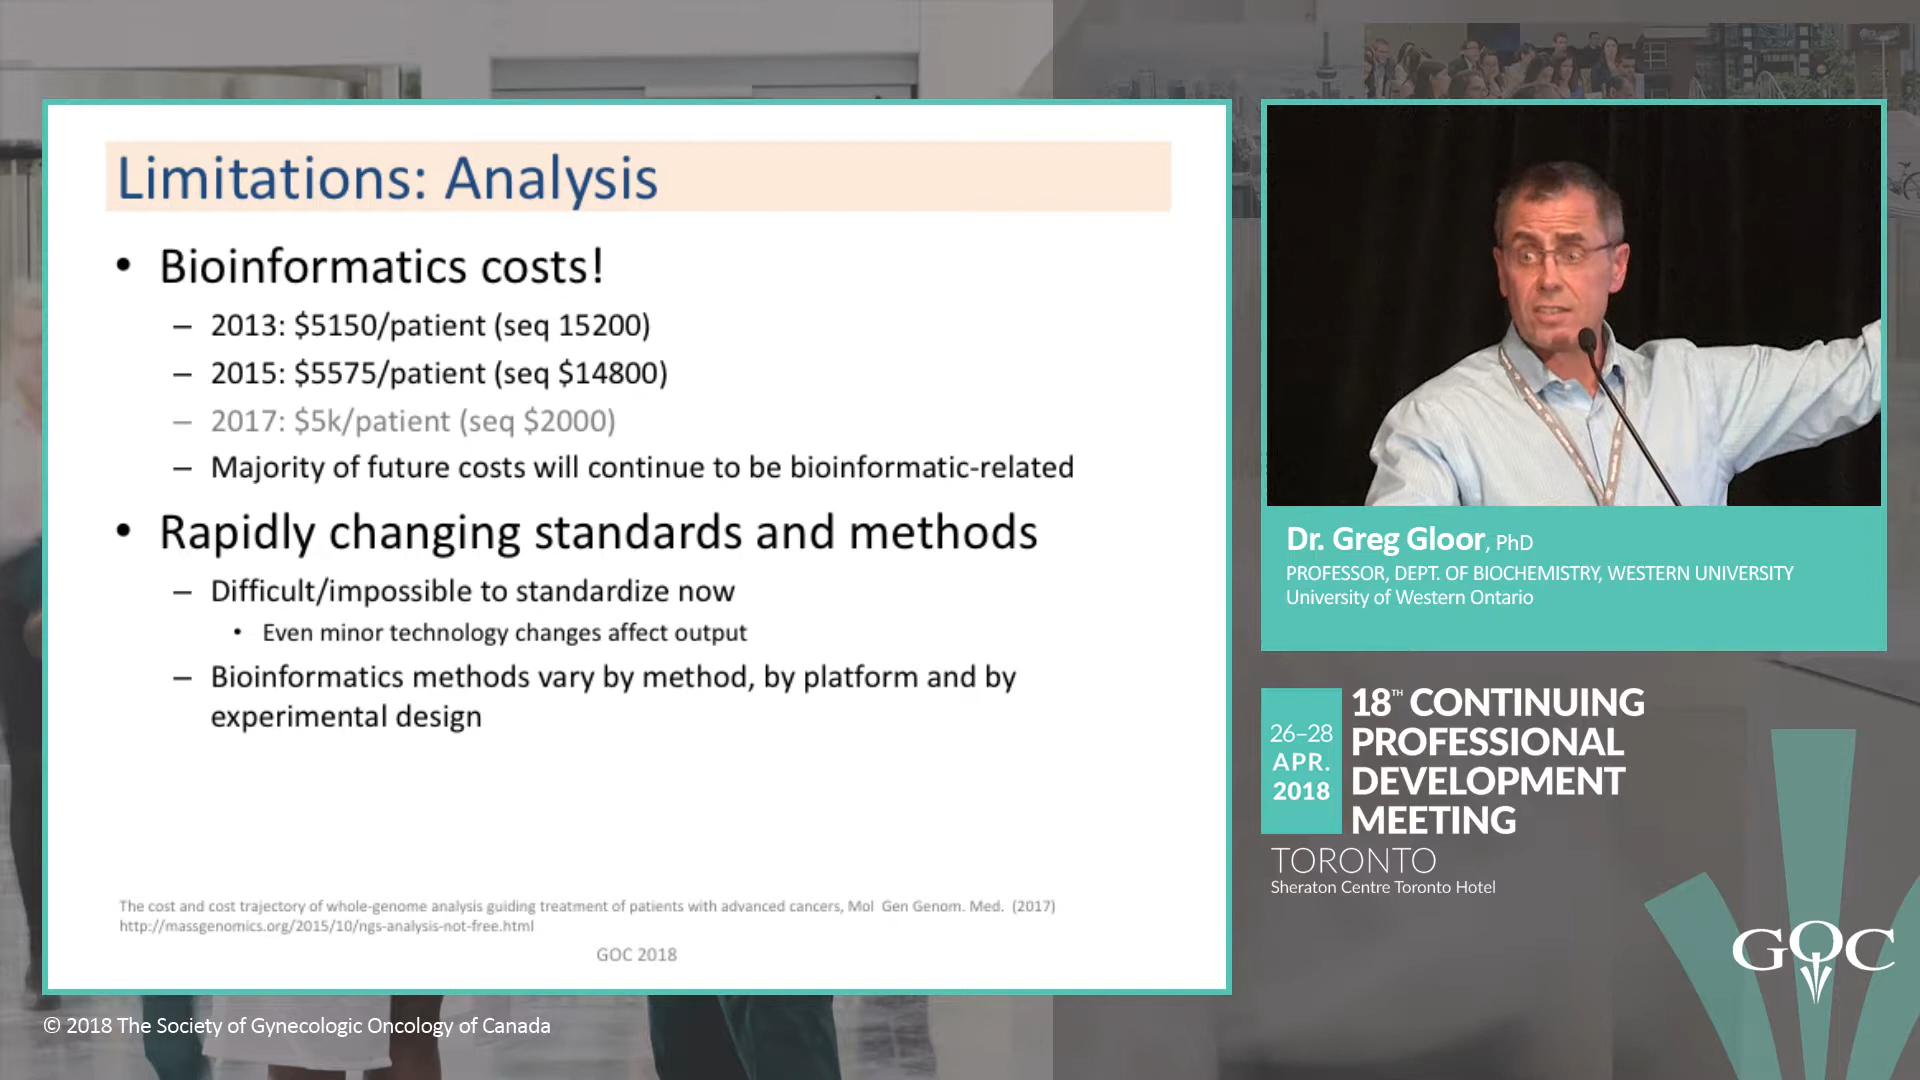 Limitations: Analysis
• Bioinformatics costs!
– 2013: $5150/patient (seq 15200)
– 2015: $5575/patient (seq $14800)
– 2017: $5k/patient (seq $2000)
– Majority of future costs will continue to be bioinformatic-related
• Rapidly changing standards and methods
– Difficult/impossible to standardize now
• Even minor technology changes affect output
– Bioinformatics methods vary by method, by platform and by
experimental design
The cost and cost trajectory of whole-genome analysis guiding treatment of patients with advanced cancers, Mol Gen Genom. Med. (2017)
http://massgenomics.org/2015/10/ngs-analysis-not-free.html
GOC 2018
Dr. Greg Gloor, PhD
PROFESSOR, DEPT. OF BIOCHEMISTRY, WESTERN UNIVERSITY
University of Western Ontario
26–28
APR.
2018
18TH CONTINUING
PROFESSIONAL
DEVELOPMENT
MEETING
TORONTO
Sheraton Centre Toronto Hotel
GOC
© 2018 The Society of Gynecologic Oncology of Canada